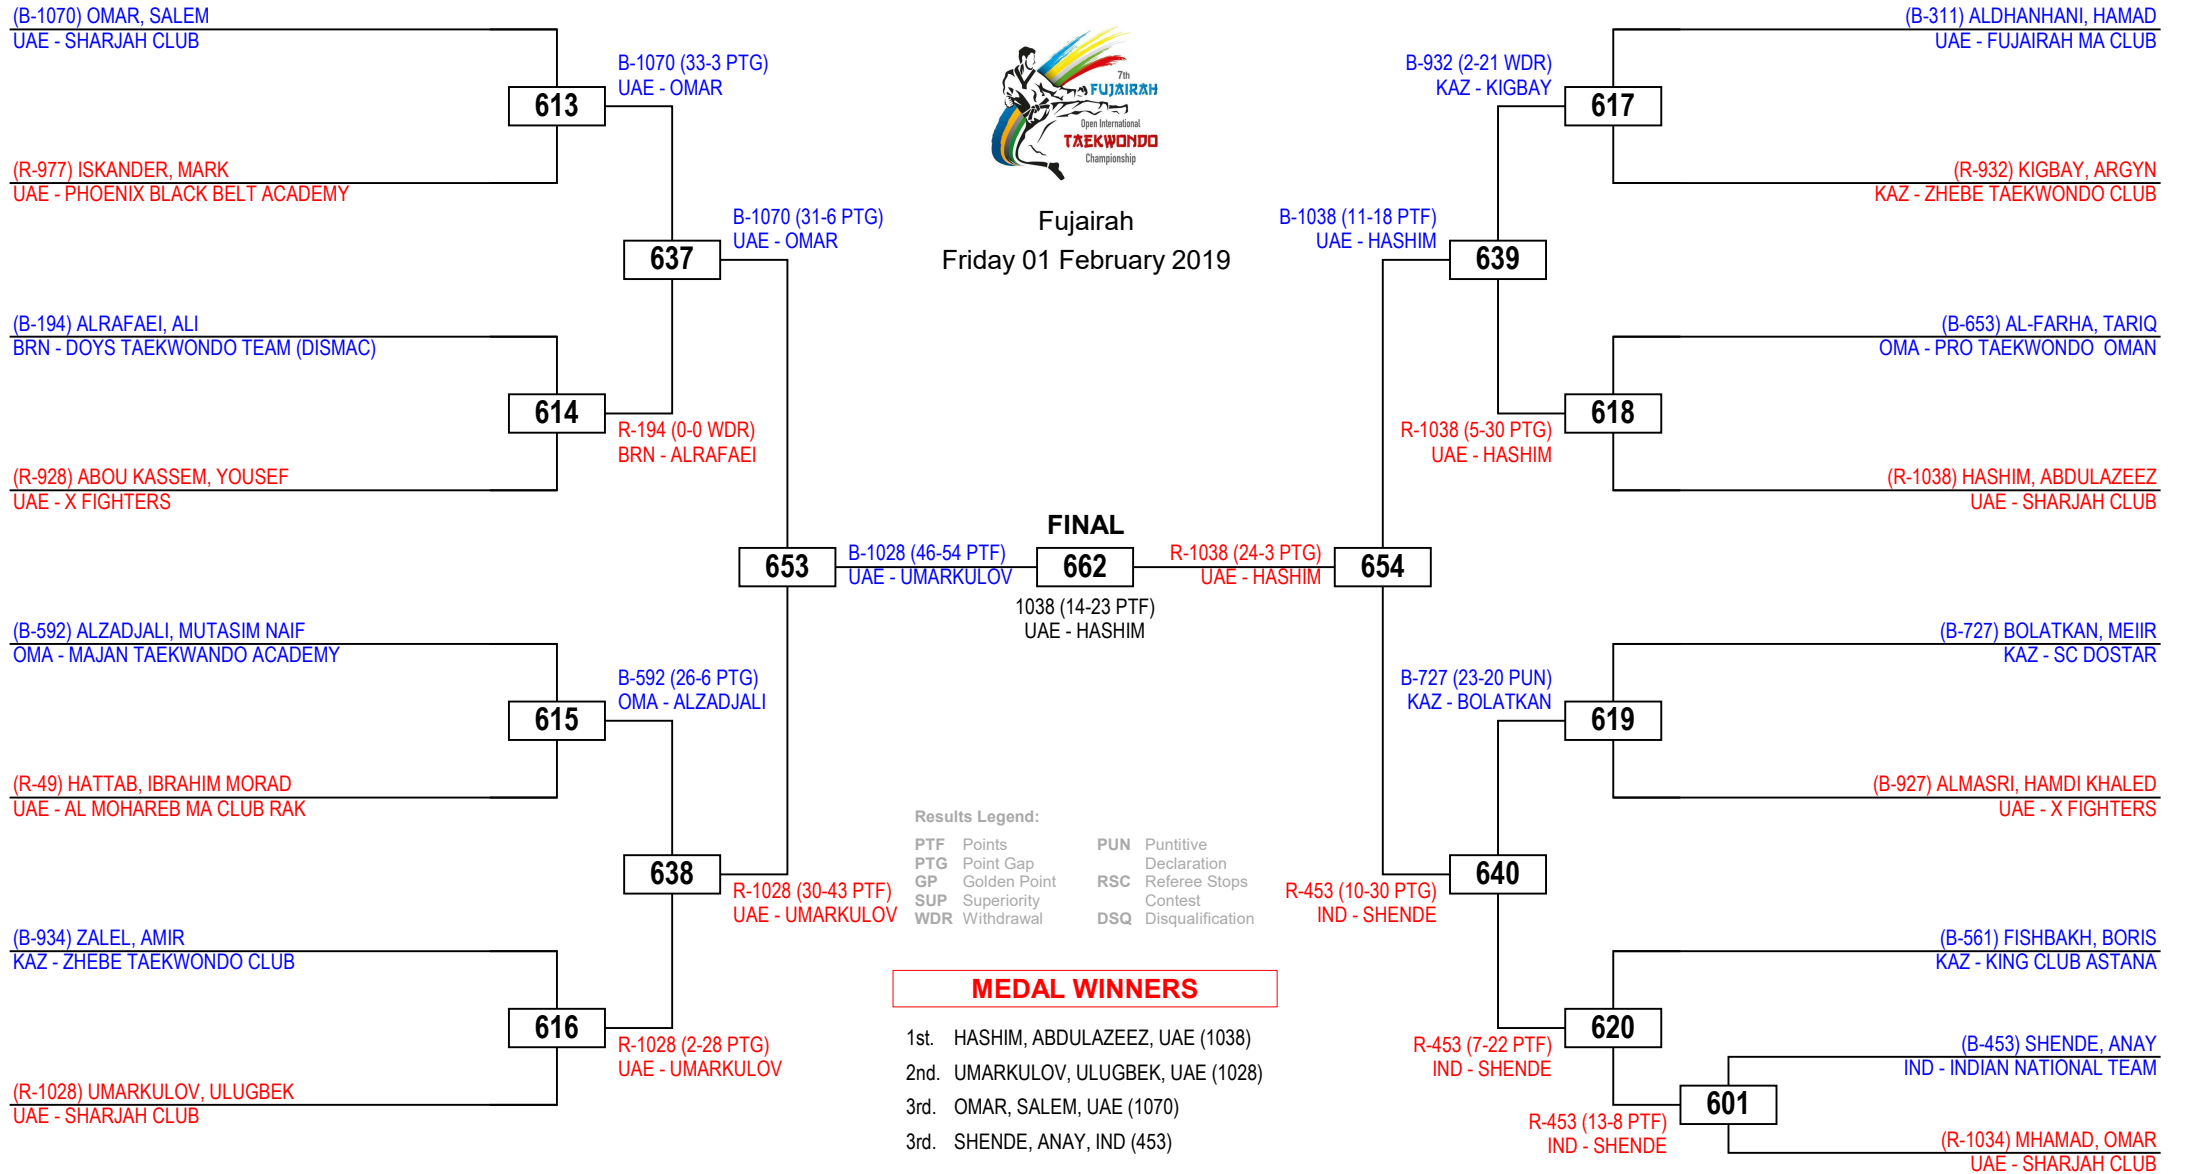 (B-1070) OMAR, SALEM
UAE - SHARJAH CLUB
B-1070 (33-3 PTG)
UAE - OMAR
613
(R-977) ISKANDER, MARK
UAE - PHOENIX BLACK BELT ACADEMY
B-1070 (31-6 PTG)
UAE - OMAR
637
(B-194) ALRAFAEI, ALI
BRN - DOYS TAEKWONDO TEAM (DISMAC)
614
R-194 (0-0 WDR)
BRN - ALRAFAEI
(R-928) ABOU KASSEM, YOUSEF
UAE - X FIGHTERS
653
B-1028 (46-54 PTF)
UAE - UMARKULOV
(B-592) ALZADJALI, MUTASIM NAIF
OMA - MAJAN TAEKWANDO ACADEMY
B-592 (26-6 PTG)
OMA - ALZADJALI
615
(R-49) HATTAB, IBRAHIM MORAD
UAE - AL MOHAREB MA CLUB RAK
638
R-1028 (30-43 PTF)
UAE - UMARKULOV
(B-934) ZALEL, AMIR
KAZ - ZHEBE TAEKWONDO CLUB
616
R-1028 (2-28 PTG)
UAE - UMARKULOV
(R-1028) UMARKULOV, ULUGBEK
UAE - SHARJAH CLUB
7th
FUJAIRAH
Open International
TAEKWONDO
Championship
Fujairah
Friday 01 February 2019
FINAL
662
1038 (14-23 PTF)
UAE - HASHIM
Results Legend:
PTF Points
PTG Point Gap
GP Golden Point
SUP Superiority
WDR Withdrawal
PUN Puntitive
Declaration
RSC Referee Stops
Contest
DSQ Disqualification
MEDAL WINNERS
1st. HASHIM, ABDULAZEEZ, UAE (1038)
2nd. UMARKULOV, ULUGBEK, UAE (1028)
3rd. OMAR, SALEM, UAE (1070)
3rd. SHENDE, ANAY, IND (453)
(B-311) ALDHANHANI, HAMAD
UAE - FUJAIRAH MA CLUB
B-932 (2-21 WDR)
KAZ - KIGBAY
617
(R-932) KIGBAY, ARGYN
KAZ - ZHEBE TAEKWONDO CLUB
B-1038 (11-18 PTF)
UAE - HASHIM
639
(B-653) AL-FARHA, TARIQ
OMA - PRO TAEKWONDO  OMAN
618
R-1038 (5-30 PTG)
UAE - HASHIM
(R-1038) HASHIM, ABDULAZEEZ
UAE - SHARJAH CLUB
R-1038 (24-3 PTG)
UAE - HASHIM
654
(B-727) BOLATKAN, MEIIR
KAZ - SC DOSTAR
B-727 (23-20 PUN)
KAZ - BOLATKAN
619
(B-927) ALMASRI, HAMDI KHALED
UAE - X FIGHTERS
640
R-453 (10-30 PTG)
IND - SHENDE
(B-561) FISHBAKH, BORIS
KAZ - KING CLUB ASTANA
620
R-453 (7-22 PTF)
IND - SHENDE
(B-453) SHENDE, ANAY
IND - INDIAN NATIONAL TEAM
601
R-453 (13-8 PTF)
IND - SHENDE
(R-1034) MHAMAD, OMAR
UAE - SHARJAH CLUB